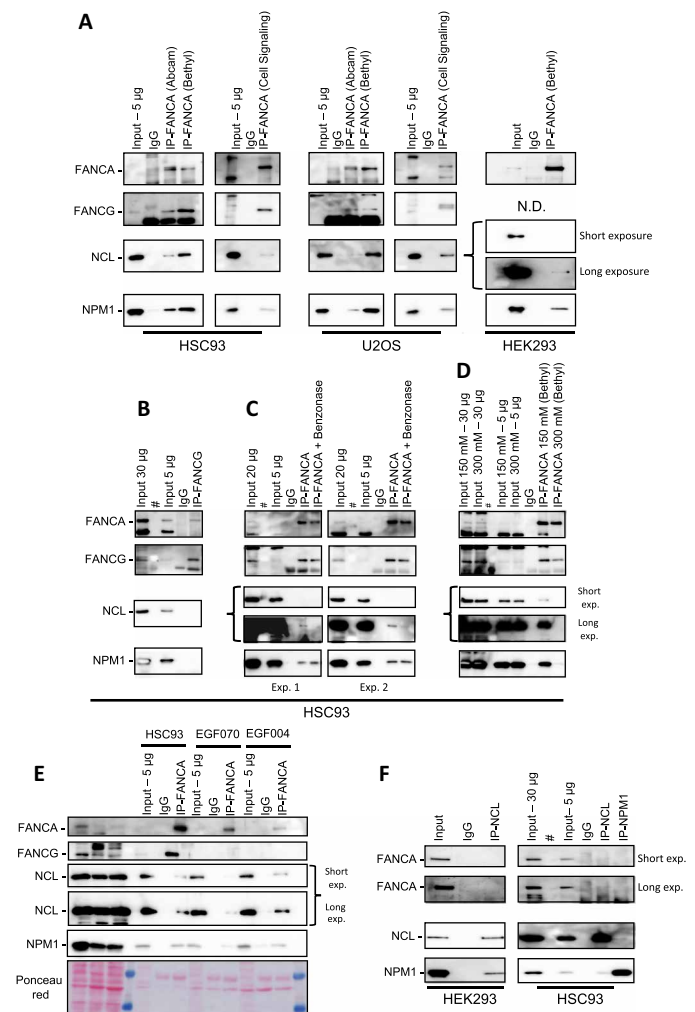 A
Input – 5 µg
IgG
IP-FANCA (Abcam)
IP-FANCA (Bethyl)
Input – 5 µg
IgG
IP-FANCA (Cell Signaling)
Input – 5 µg
IgG
IP-FANCA (Abcam)
IP-FANCA (Bethyl)
Input – 5 µg
IgG
IP-FANCA (Cell Signaling)
Input
IgG
IP-FANCA (Bethyl)
FANCA
FANCG
N.D.
NCL
Short exposure
Long exposure
NPM1
HSC93
U2OS
HEK293
B
Input 30 µg
#
Input 5 µg
IgG
IP-FANCG
C
Input 20 µg
#
Input 5 µg
IgG
IP-FANCA
IP-FANCA + Benzonase
Input 20 µg
#
Input 5 µg
IgG
IP-FANCA
IP-FANCA + Benzonase
D
Input 150 mM – 30 µg
Input 300 mM – 30 µg
#
Input 150 mM – 5 µg
Input 300 mM – 5 µg
IgG
IP-FANCA 150 mM (Bethyl)
IP-FANCA 300 mM (Bethyl)
FANCA
FANCG
NCL
Short exp.
Long exp.
NPM1
Exp. 1
Exp. 2
HSC93
E
HSC93
EGF070
EGF004
Input – 5 µg
IgG
IP-FANCA
Input – 5 µg
IgG
IP-FANCA
Input – 5 µg
IgG
IP-FANCA
FANCA
FANCG
NCL
Short exp.
NCL
Long exp.
NPM1
Ponceau red
F
Input
IgG
IP-NCL
Input – 30 µg
#
Input– 5 µg
IgG
IP-NCL
IP-NPM1
FANCA
Short exp.
FANCA
Long exp.
NCL
NPM1
HEK293
HSC93